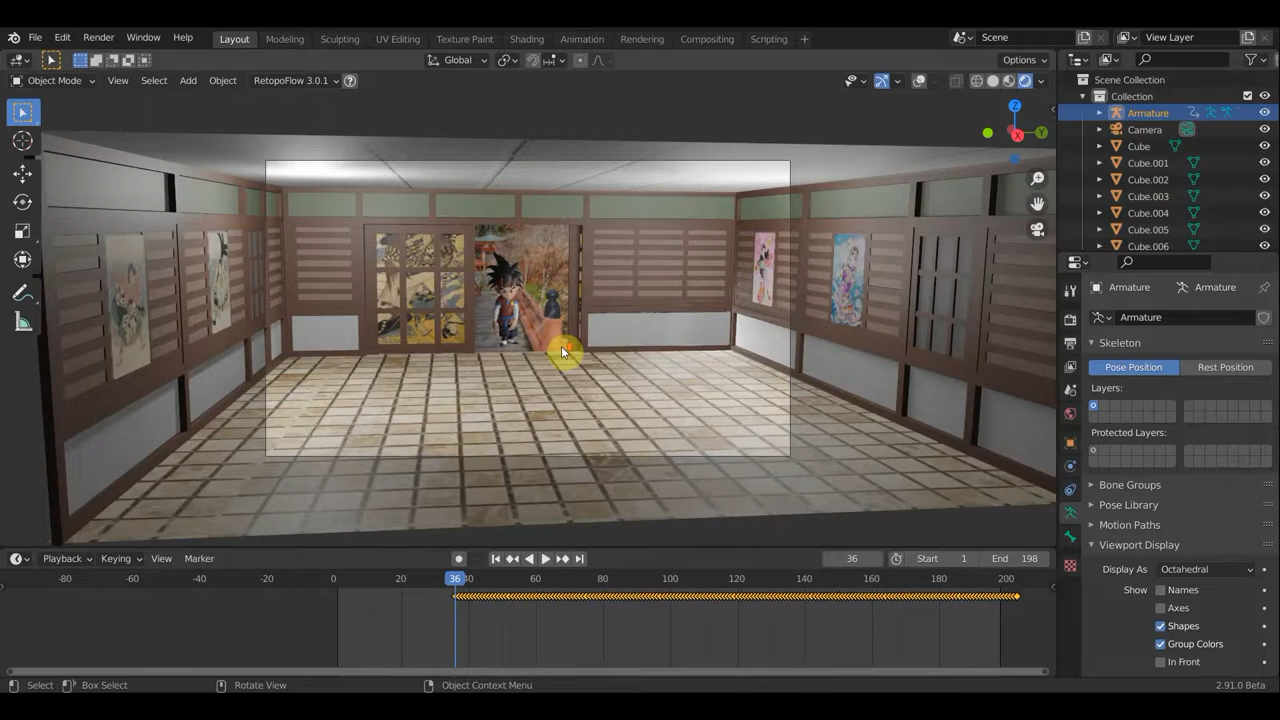 File Edit Render Window Help Layout Modeling Sculpting UV Editing Texture Paint Shading Animation Rendering Compositing Scripting + Scene View Layer
Global Options
Object Mode View Select Add Object RetopoFlow 3.0.1
Scene Collection
Collection
Armature
Camera
Cube
Cube.001
Cube.002
Cube.003
Cube.004
Cube.005
Cube.006
Z
X
Y
Armature Armature
Armature
Skeleton
Pose Position Rest Position
Layers:
Protected Layers:
Bone Groups
Pose Library
Motion Paths
Viewport Display
Display As Octahedral
Show Names
Axes
Shapes
Group Colors
In Front
Playback Keying View Marker 36 Start 1 End 198
-80 -60 -40 -20 0 20 36 40 60 80 100 120 140 160 180 200
Select Box Select Rotate View Object Context Menu 2.91.0 Beta